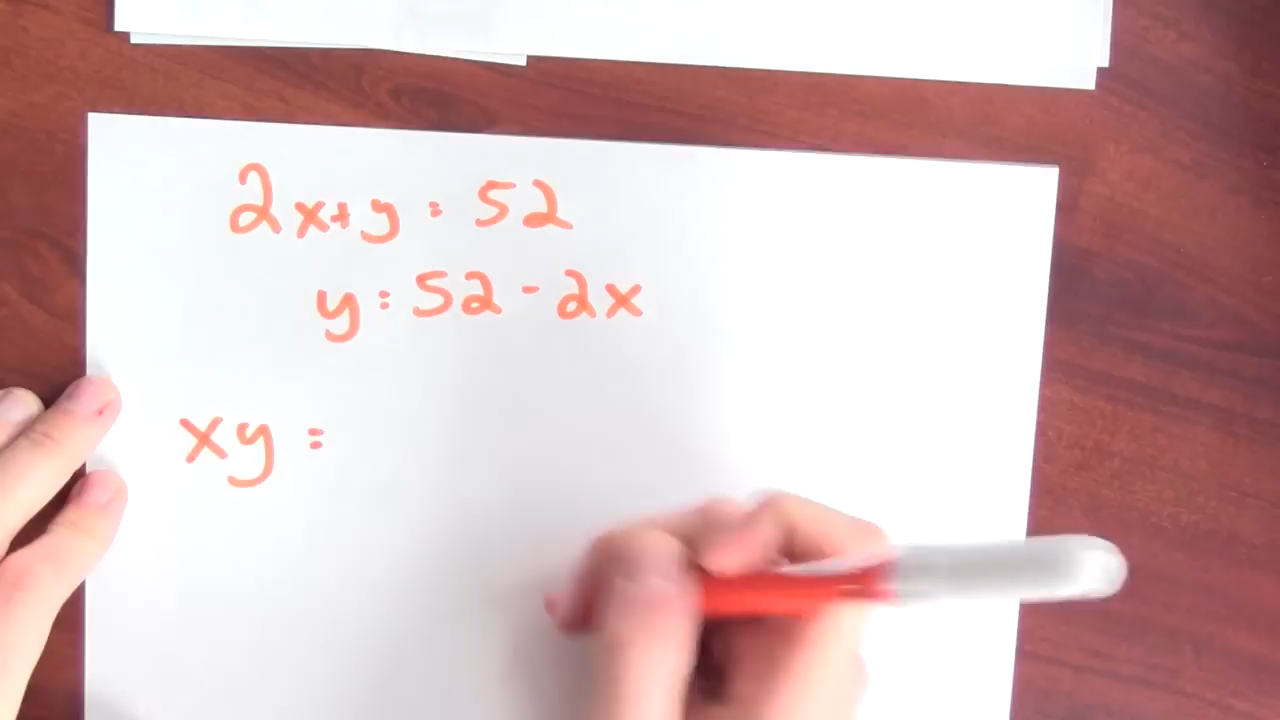 2x+y = 52
y = 52 - 2x
xy =